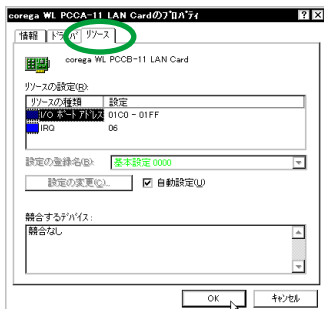 corega WL PCCA-11 LAN Cardのプロパティ
情報 ドライバ リソース
corega WL PCCB-11 LAN Card
リソースの設定(R):
リソースの種類 設定
I/O ポートアドレス 01C0 - 01FF
IRQ 06
設定の登録名(B): 基本設定 0000
設定の変更(C)... 自動設定(U)
競合するデバイス:
競合なし
OK キャンセル